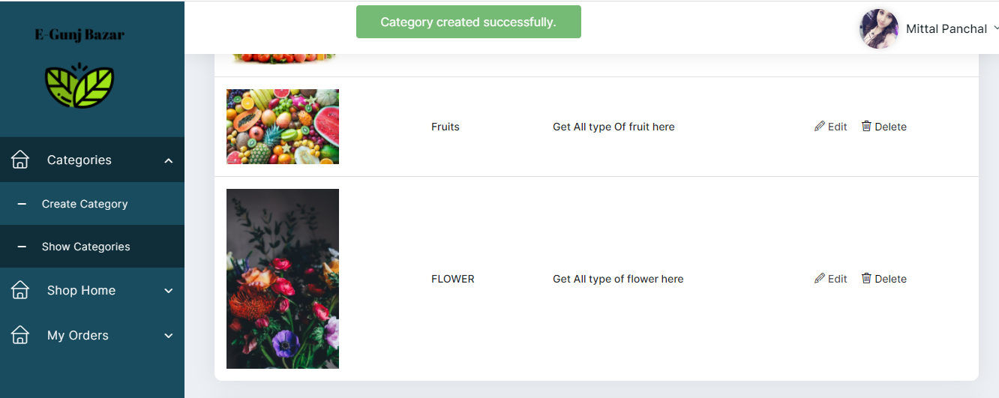 E-Gunj Bazar
Category created successfully.
Mittal Panchal
Categories
Create Category
Show Categories
Shop Home
My Orders
Fruits Get All type Of fruit here Edit Delete
FLOWER Get All type of flower here Edit Delete